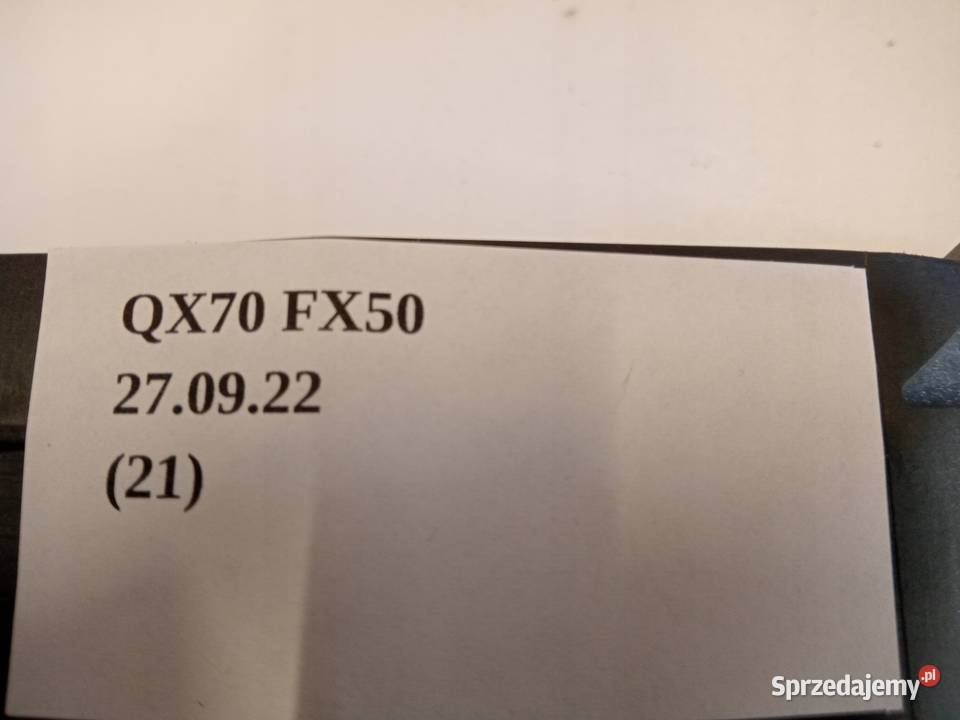 QX70 FX50
27.09.22
(21)
Sprzedajemy.pl